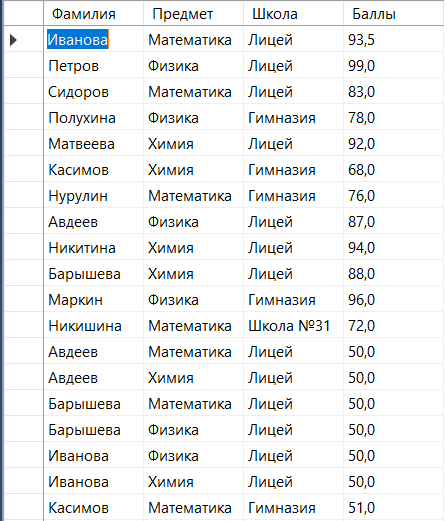 Фамилия Предмет Школа Баллы
Иванова Математика Лицей 93,5
Петров Физика Лицей 99,0
Сидоров Математика Лицей 83,0
Полухина Физика Гимназия 78,0
Матвеева Химия Лицей 92,0
Касимов Химия Гимназия 68,0
Нурулин Математика Гимназия 76,0
Авдеев Физика Лицей 87,0
Никитина Химия Лицей 94,0
Барышева Химия Лицей 88,0
Маркин Физика Гимназия 96,0
Никишина Математика Школа №31 72,0
Авдеев Математика Лицей 50,0
Авдеев Химия Лицей 50,0
Барышева Математика Лицей 50,0
Барышева Физика Лицей 50,0
Иванова Физика Лицей 50,0
Иванова Химия Лицей 50,0
Касимов Математика Гимназия 51,0